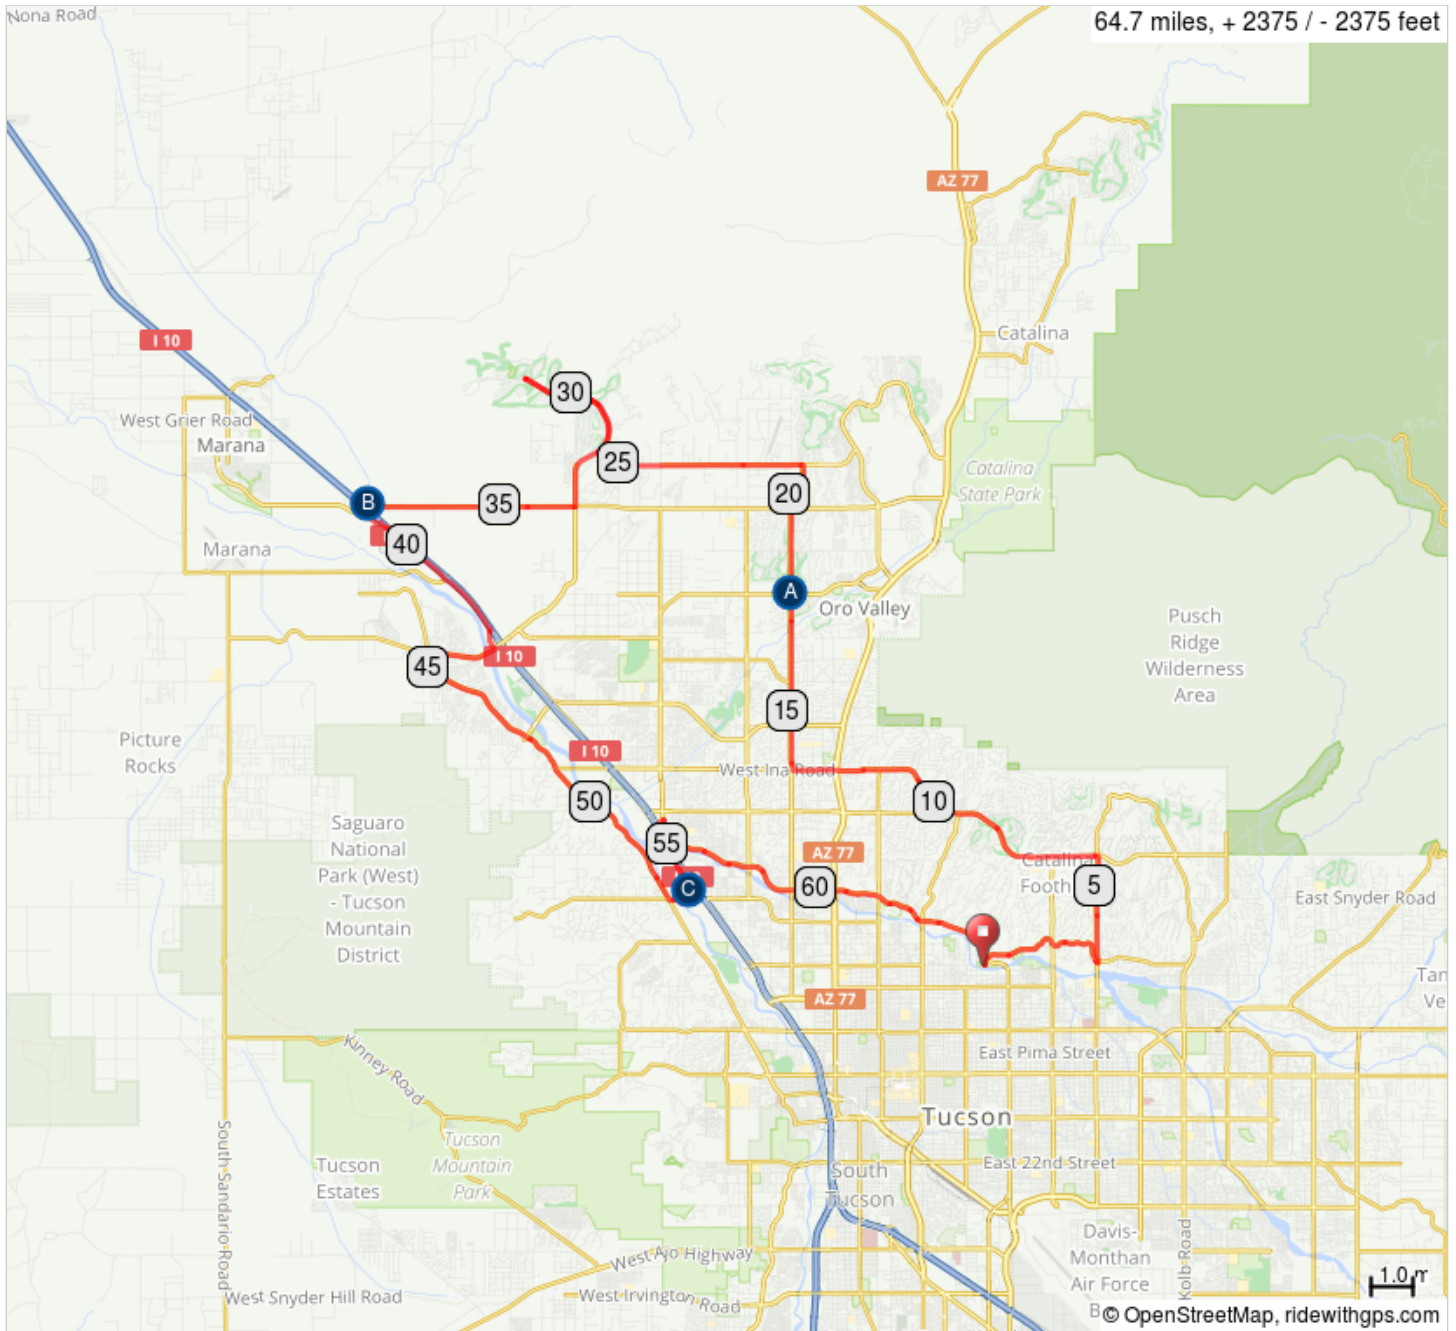 Nona Road
64.7 miles, + 2375 / - 2375 feet
AZ 77
I 10
Catalina
30
West Grier Road
Marana
25
Catalina
State Park
20
B
35
40
Marana
A
Oro Valley
Pusch
Ridge
Wilderness
Area
I 10
45
15
Picture
Rocks
I 10
West Ina Road
50
10
Saguaro
National
Park (West)
- Tucson
Mountain
District
55
AZ 77
Catalina
Footh
5
C
60
East Snyder Road
Tan
Ve
AZ 77
Kinney Road
East Pima Street
Tucson
Tucson
Mountain
Park
Tucson
Estates
East 22nd Street
South
Tucson
South Sandario Road
Davis-
Monthan
Air Force
B
Kolb Road
West Ajo Highway
West Snyder Hill Road
West Irvington Road
1.0 m
© OpenStreetMap, ridewithgps.com